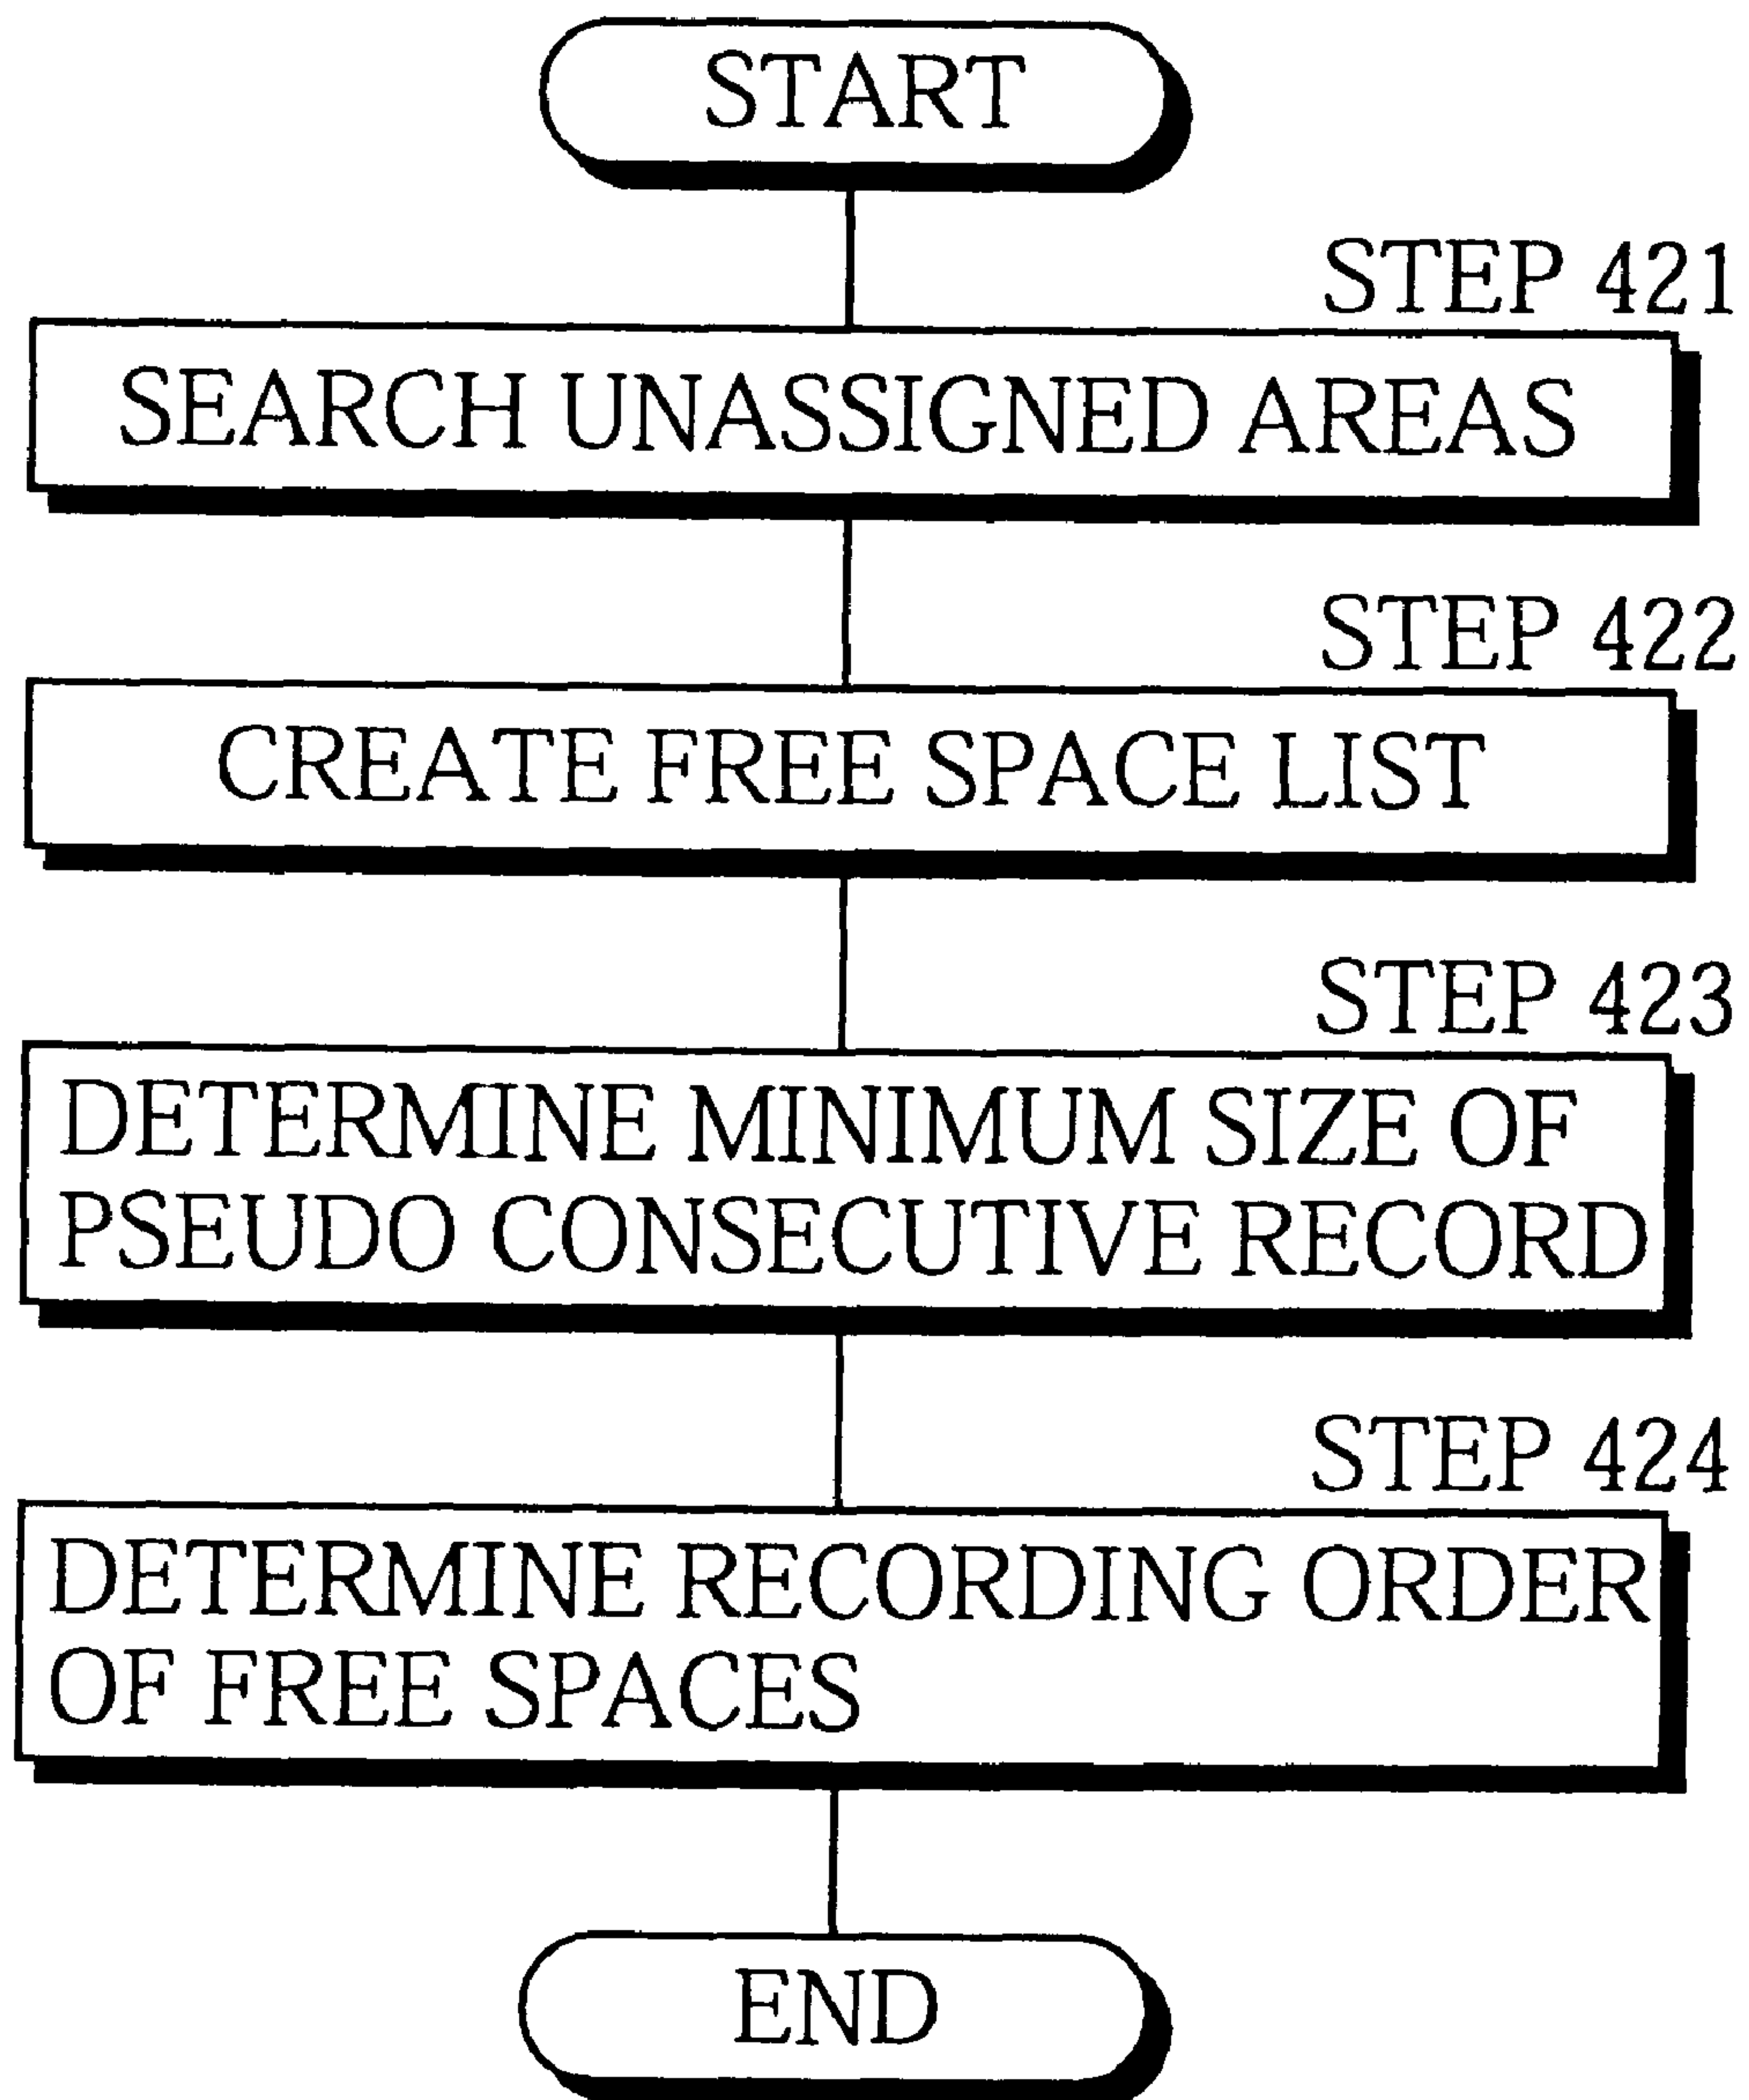 START
STEP 421
SEARCH UNASSIGNED AREAS
STEP 422
CREATE FREE SPACE LIST
STEP 423
DETERMINE MINIMUM SIZE OF
PSEUDO CONSECUTIVE RECORD
STEP 424
DETERMINE RECORDING ORDER
OF FREE SPACES
END